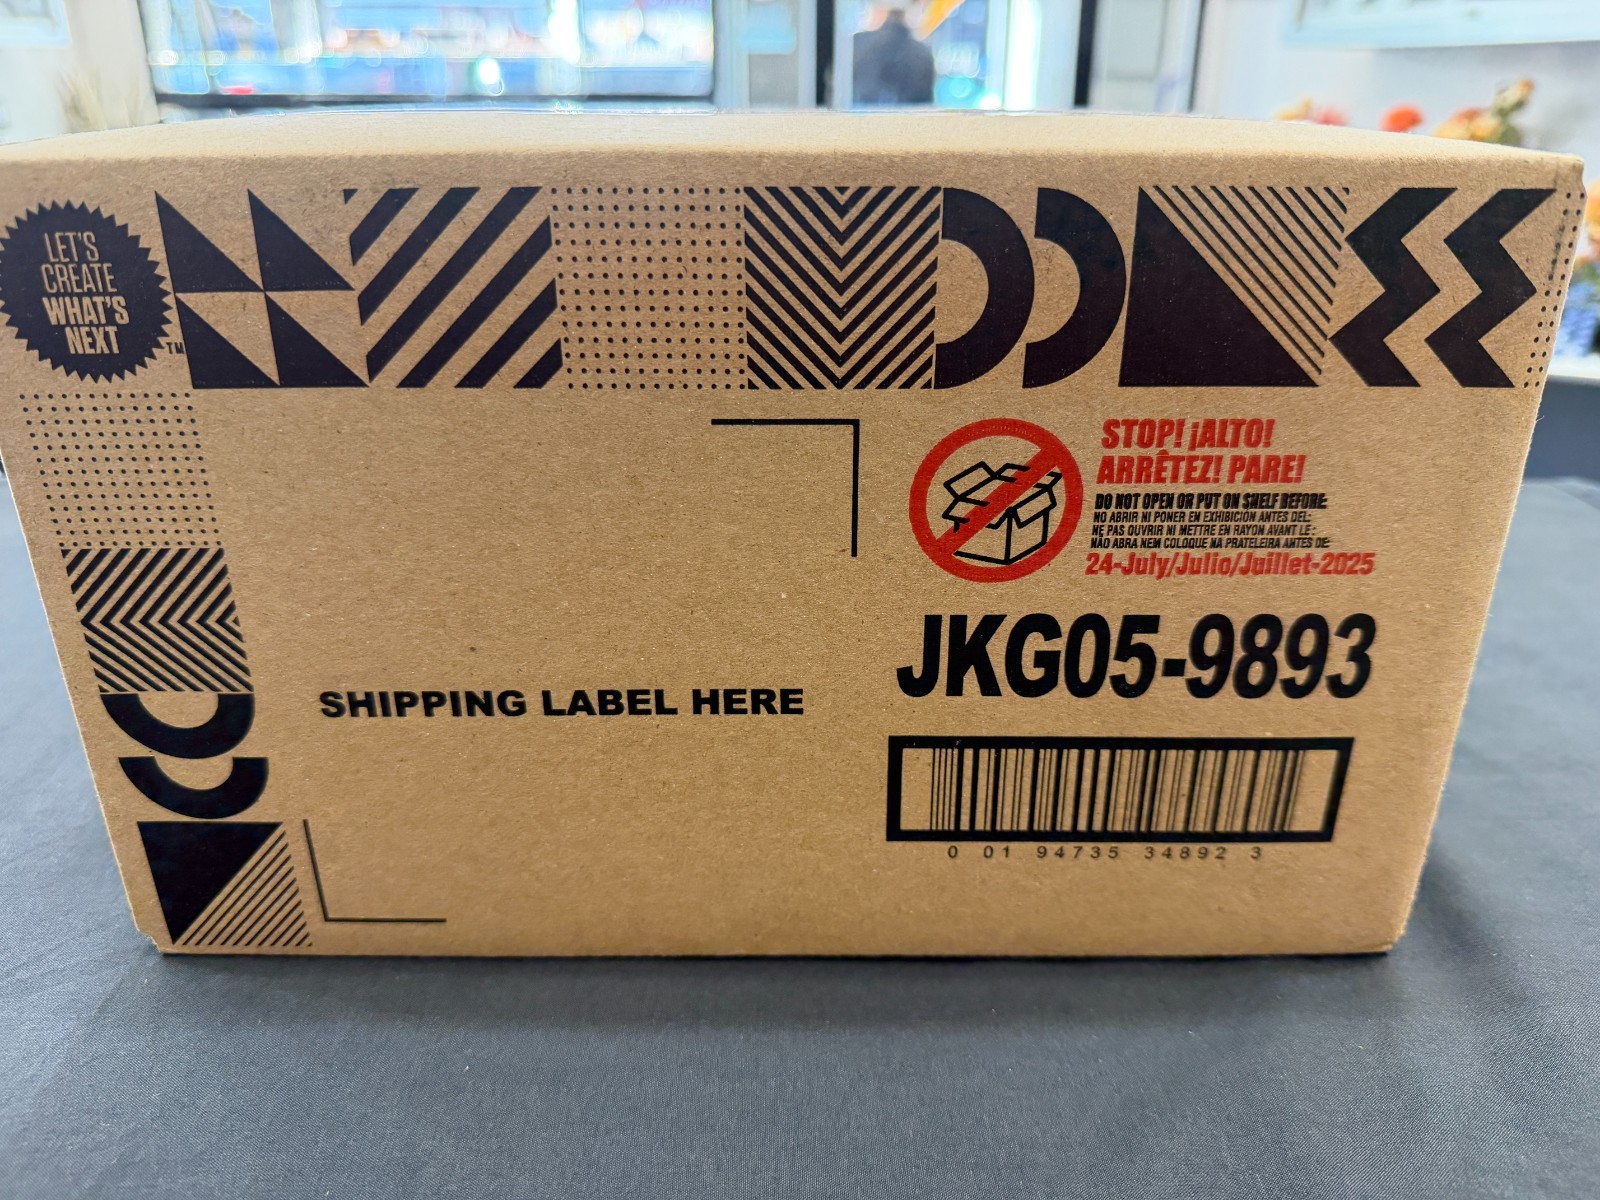 LET'S
CREATE
WHAT'S
NEXT
TM
STOP! ¡ALTO!
ARRÊTEZ! PARE!
DO NOT OPEN OR PUT ON SHELF BEFORE:
NO ABRIR NI PONER EN EXHIBICION ANTES DEL:
NE PAS OUVRIR NI METTRE EN RAYON AVANT LE:
NÃO ABRA NEM COLOQUE NA PRATELEIRA ANTES DE:
24-July/Julio/Juillet-2025
JKG05-9893
SHIPPING LABEL HERE
0 01 94735 34892 3